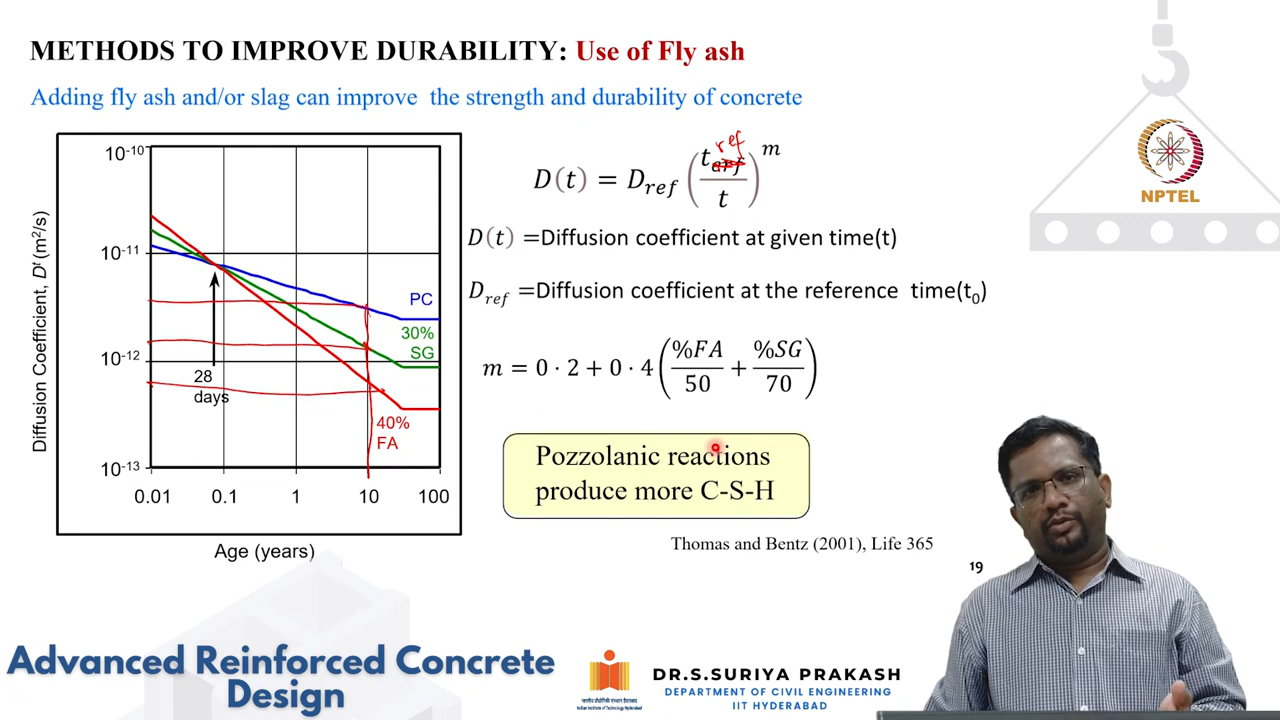 METHODS TO IMPROVE DURABILITY: Use of Fly ash
Adding fly ash and/or slag can improve the strength and durability of concrete
NPTEL
Diffusion Coefficient, Dᵗ (m²/s)
10⁻¹⁰
10⁻¹¹
10⁻¹²
10⁻¹³
PC
30%
SG
28
days
40%
FA
0.01 0.1 1 10 100
Age (years)
ref
D(t) = D_ref (t / t)^m
D(t) =Diffusion coefficient at given time(t)
D_ref =Diffusion coefficient at the reference time(t₀)
m = 0·2 + 0·4(%FA/50 + %SG/70)
Pozzolanic reactions
produce more C-S-H
Thomas and Bentz (2001), Life 365
19
Advanced Reinforced Concrete
Design
DR.S.SURIYA PRAKASH
DEPARTMENT OF CIVIL ENGINEERING
IIT HYDERABAD
Indian Institute of Technology Hyderabad